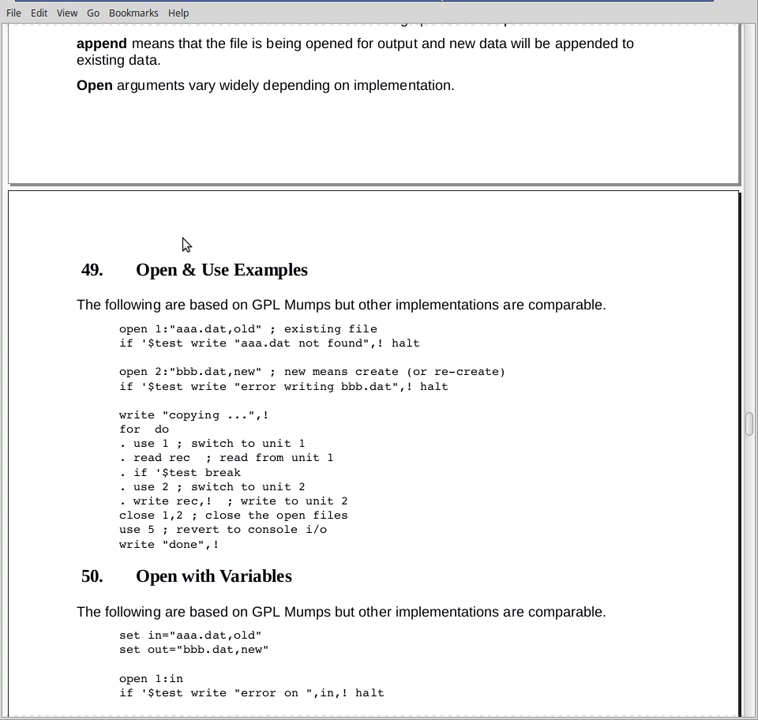 File Edit View Go Bookmarks Help
append means that the file is being opened for output and new data will be appended to
existing data.
Open arguments vary widely depending on implementation.
49. Open & Use Examples
The following are based on GPL Mumps but other implementations are comparable.
open 1:"aaa.dat,old" ; existing file
if '$test write "aaa.dat not found",! halt
open 2:"bbb.dat,new" ; new means create (or re-create)
if '$test write "error writing bbb.dat",! halt
write "copying ...",!
for  do
. use 1 ; switch to unit 1
. read rec  ; read from unit 1
. if '$test break
. use 2 ; switch to unit 2
. write rec,!  ; write to unit 2
close 1,2 ; close the open files
use 5 ; revert to console i/o
write "done",!
50. Open with Variables
The following are based on GPL Mumps but other implementations are comparable.
set in="aaa.dat,old"
set out="bbb.dat,new"
open 1:in
if '$test write "error on ",in,! halt